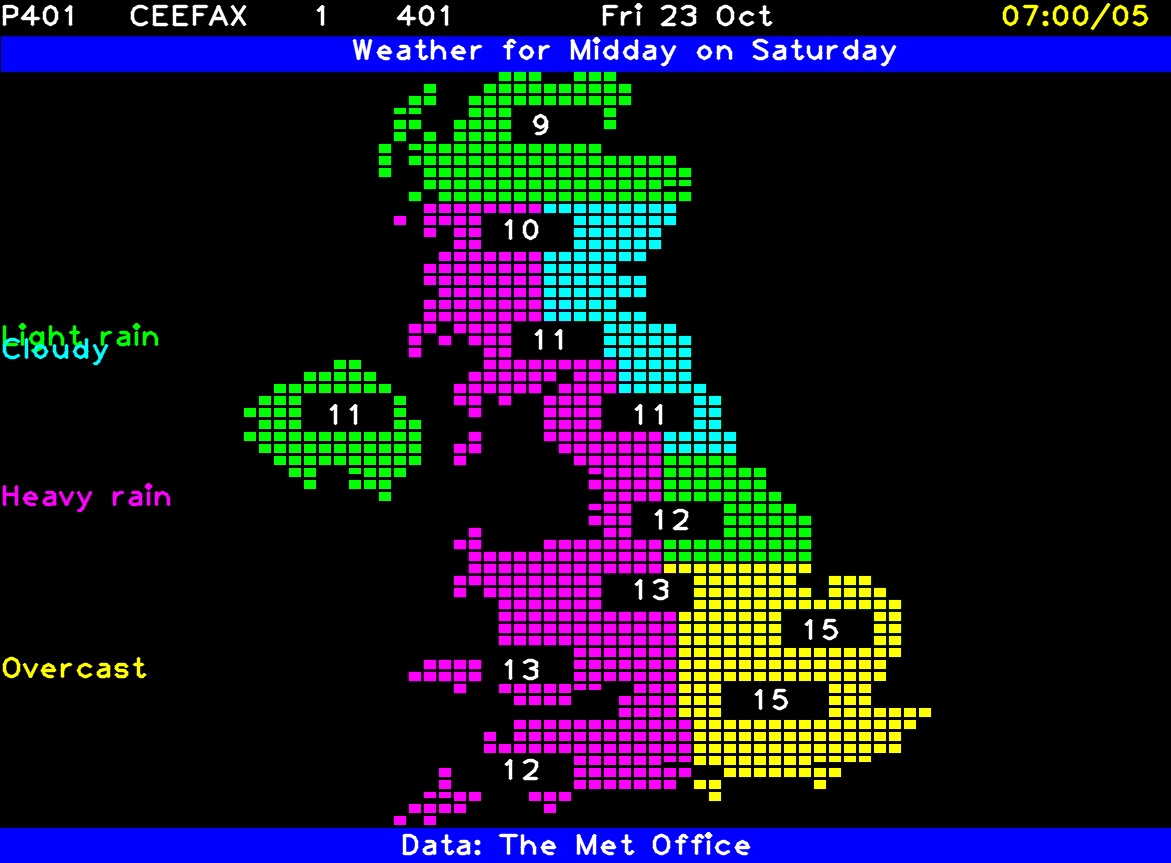 P401 CEEFAX 1 401 Fri 23 Oct 07:00/05
Weather for Midday on Saturday
9
10
Light rain
11
Cloudy
11
11
Heavy rain
12
13
15
Overcast
13
15
12
Data: The Met Office